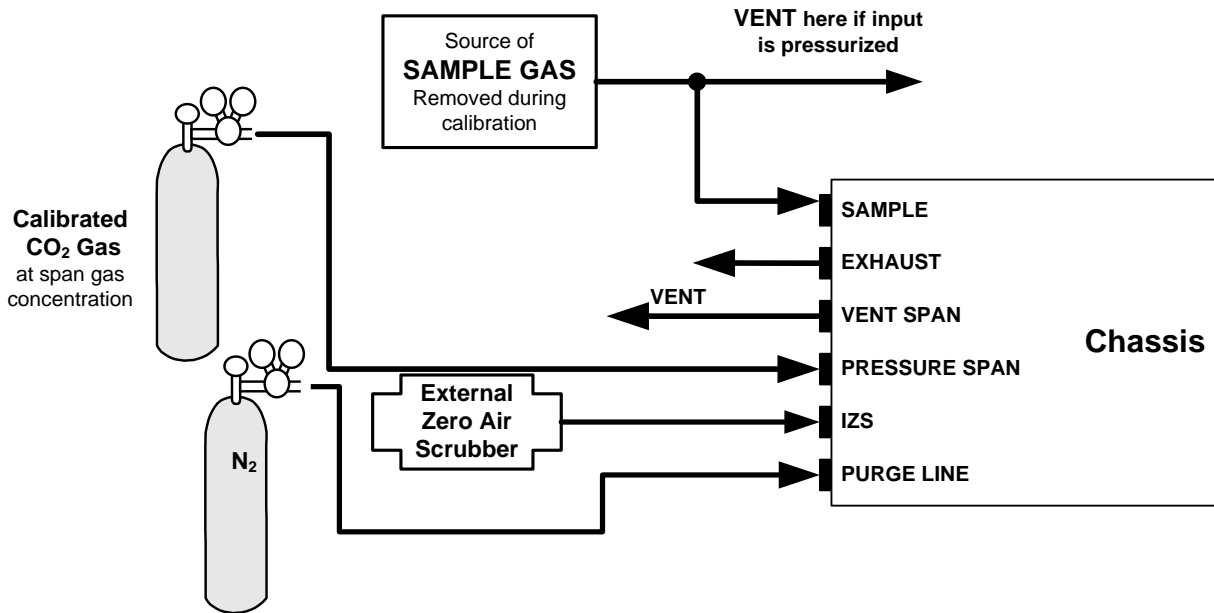 Source of
SAMPLE GAS
Removed during
calibration
VENT here if input
is pressurized
Calibrated
CO₂ Gas
at span gas
concentration
N₂
VENT
External
Zero Air
Scrubber
SAMPLE
EXHAUST
VENT SPAN
PRESSURE SPAN
IZS
PURGE LINE
Chassis